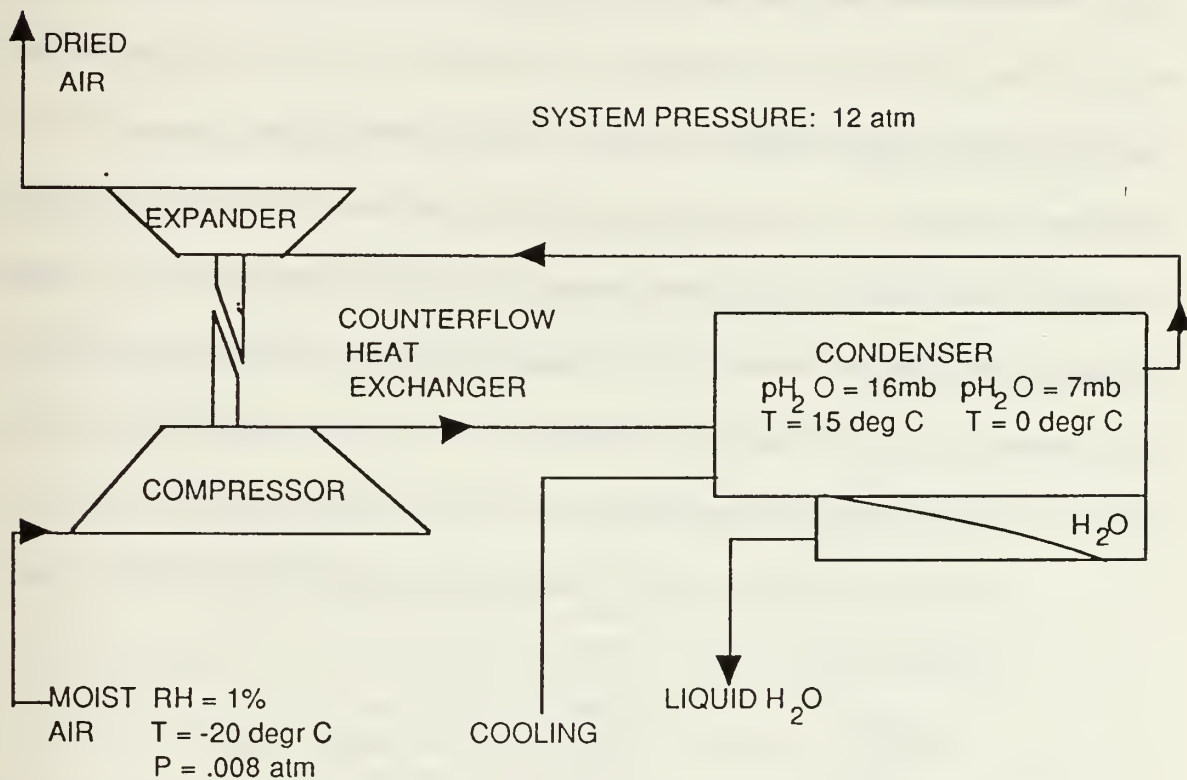 DRIED
AIR
SYSTEM PRESSURE: 12 atm
EXPANDER
COUNTERFLOW
HEAT
EXCHANGER
CONDENSER
pH2O = 16mb pH2O = 7mb
T = 15 deg C T = 0 degr C
COMPRESSOR
H2O
MOIST RH = 1%
AIR T = -20 degr C
P = .008 atm
COOLING
LIQUID H2O